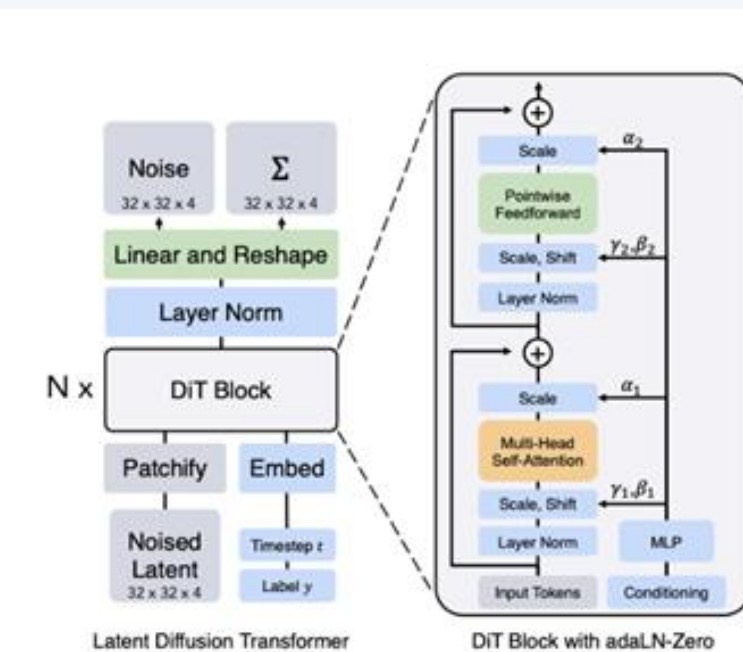 Noise
32 x 32 x 4
Σ
32 x 32 x 4
Linear and Reshape
Layer Norm
N x
DiT Block
Patchify
Embed
Noised
Latent
32 x 32 x 4
Timestep t
Label y
Latent Diffusion Transformer
+
Scale
α₂
Pointwise
Feedforward
Scale, Shift
γ₂,β₂
Layer Norm
+
Scale
α₁
Multi-Head
Self-Attention
Scale, Shift
γ₁,β₁
Layer Norm
MLP
Input Tokens
Conditioning
DiT Block with adaLN-Zero